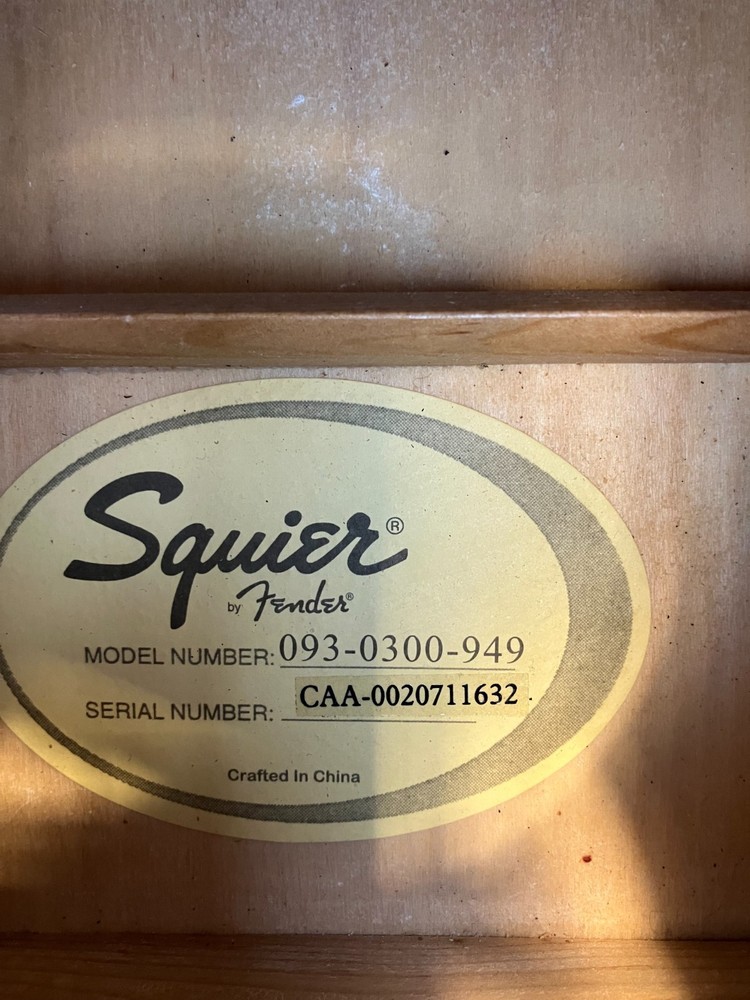 Squier®
by Fender®
MODEL NUMBER: 093-0300-949
SERIAL NUMBER: CAA-0020711632
Crafted In China